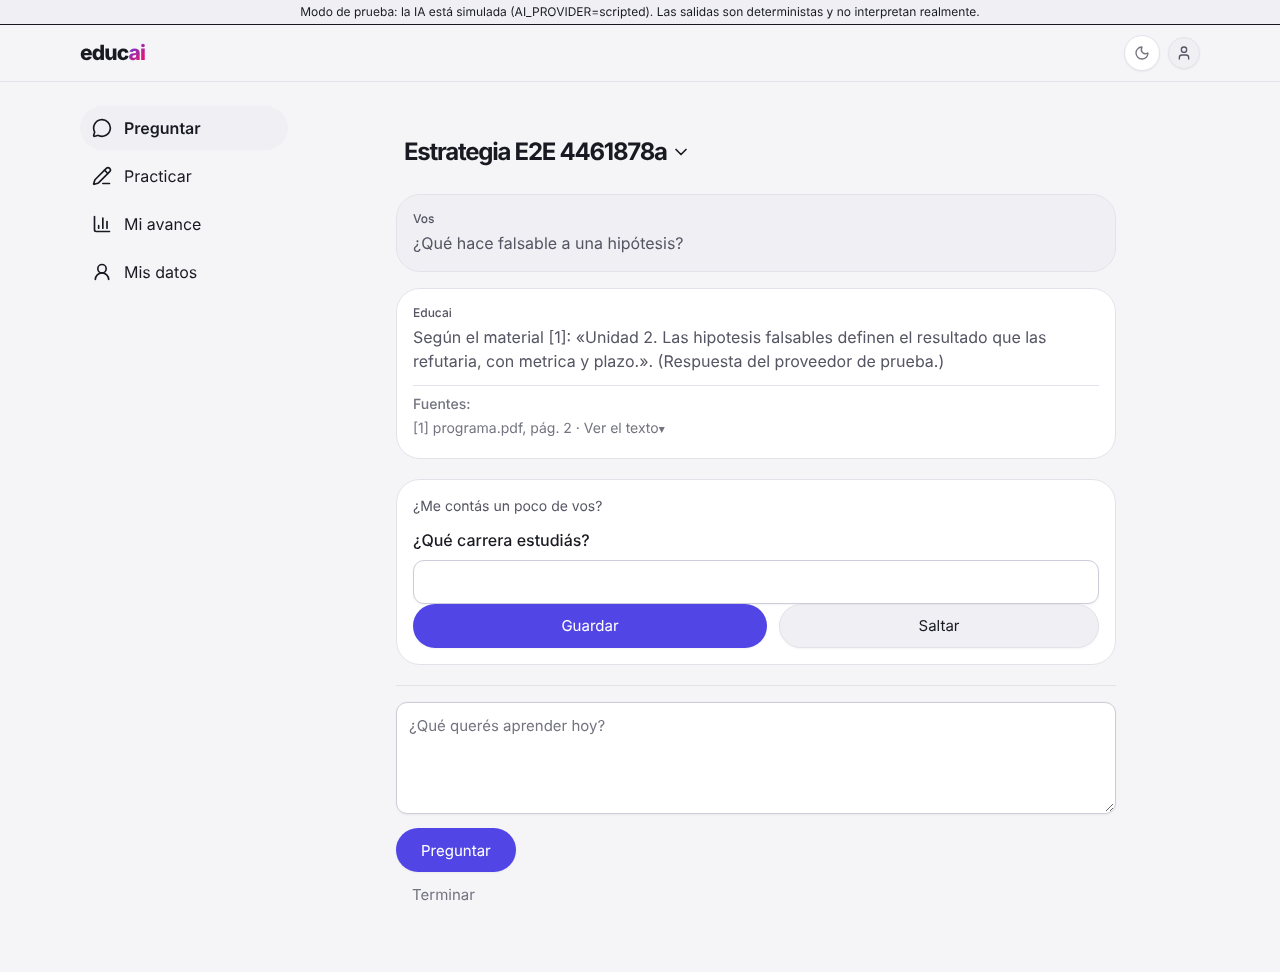 Modo de prueba: la IA está simulada (AI_PROVIDER=scripted). Las salidas son deterministas y no interpretan realmente.
educai
Preguntar
Practicar
Mi avance
Mis datos
Estrategia E2E 4461878a
Vos
¿Qué hace falsable a una hipótesis?
Educai
Según el material [1]: «Unidad 2. Las hipotesis falsables definen el resultado que las
refutaria, con metrica y plazo.». (Respuesta del proveedor de prueba.)
Fuentes:
[1] programa.pdf, pág. 2 · Ver el texto▾
¿Me contás un poco de vos?
¿Qué carrera estudiás?
Guardar
Saltar
¿Qué querés aprender hoy?
Preguntar
Terminar